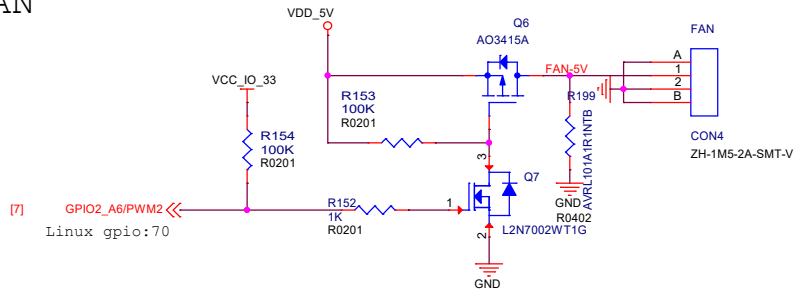 AN
VDD_5V
Q6
AO3415A
FAN
VCC_IO_33
FAN-5V
A
1
2
B
R153
100K
R0201
R199
AVRL101A1R1NTB
R154
100K
R0201
CON4
ZH-1M5-2A-SMT-V
3
Q7
[7]
GPIO2_A6/PWM2
R152
1K
R0201
1
GND
R0402
Linux gpio:70
L2N7002WT1G
2
GND